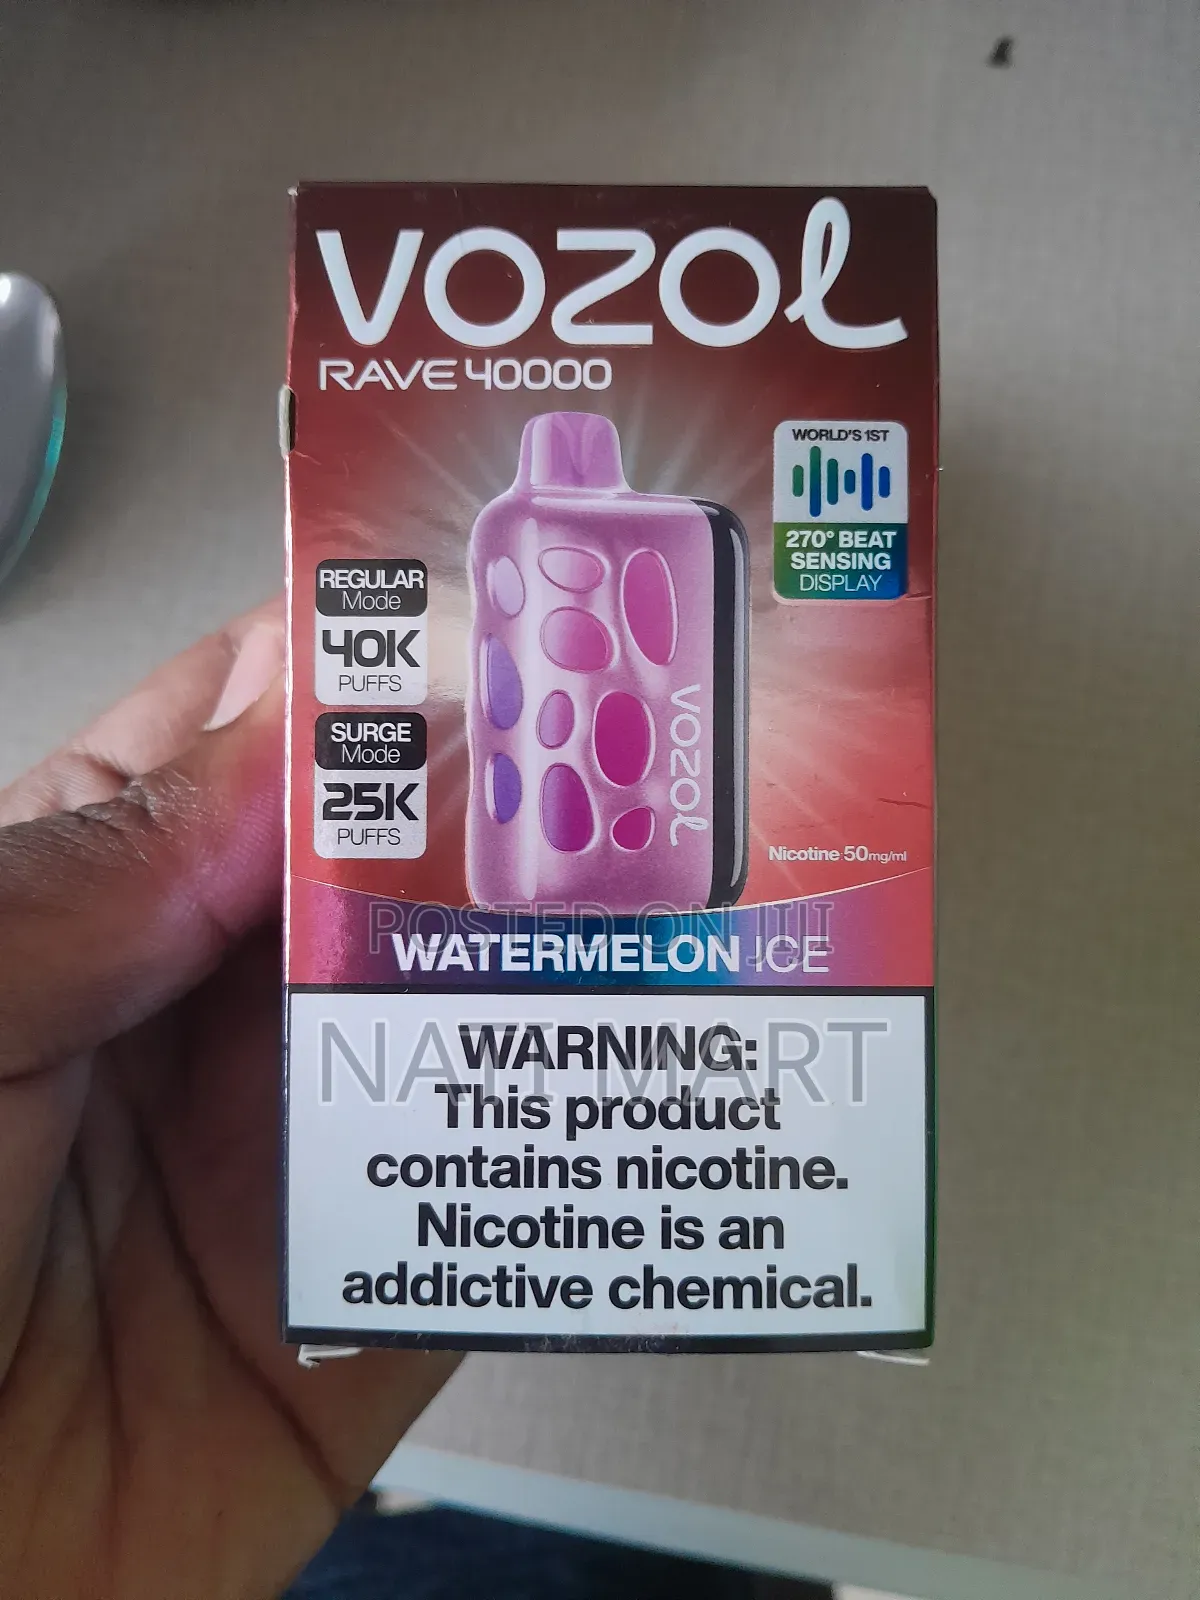 VOZOL
RAVE 40000
WORLD'S 1ST
270° BEAT
SENSING
DISPLAY
REGULAR
Mode
40K
PUFFS
SURGE
Mode
25K
PUFFS
VOZOL
Nicotine 50mg/ml
POSTED ON JIJI
WATERMELON ICE
NATI MART
WARNING:
This product
contains nicotine.
Nicotine is an
addictive chemical.